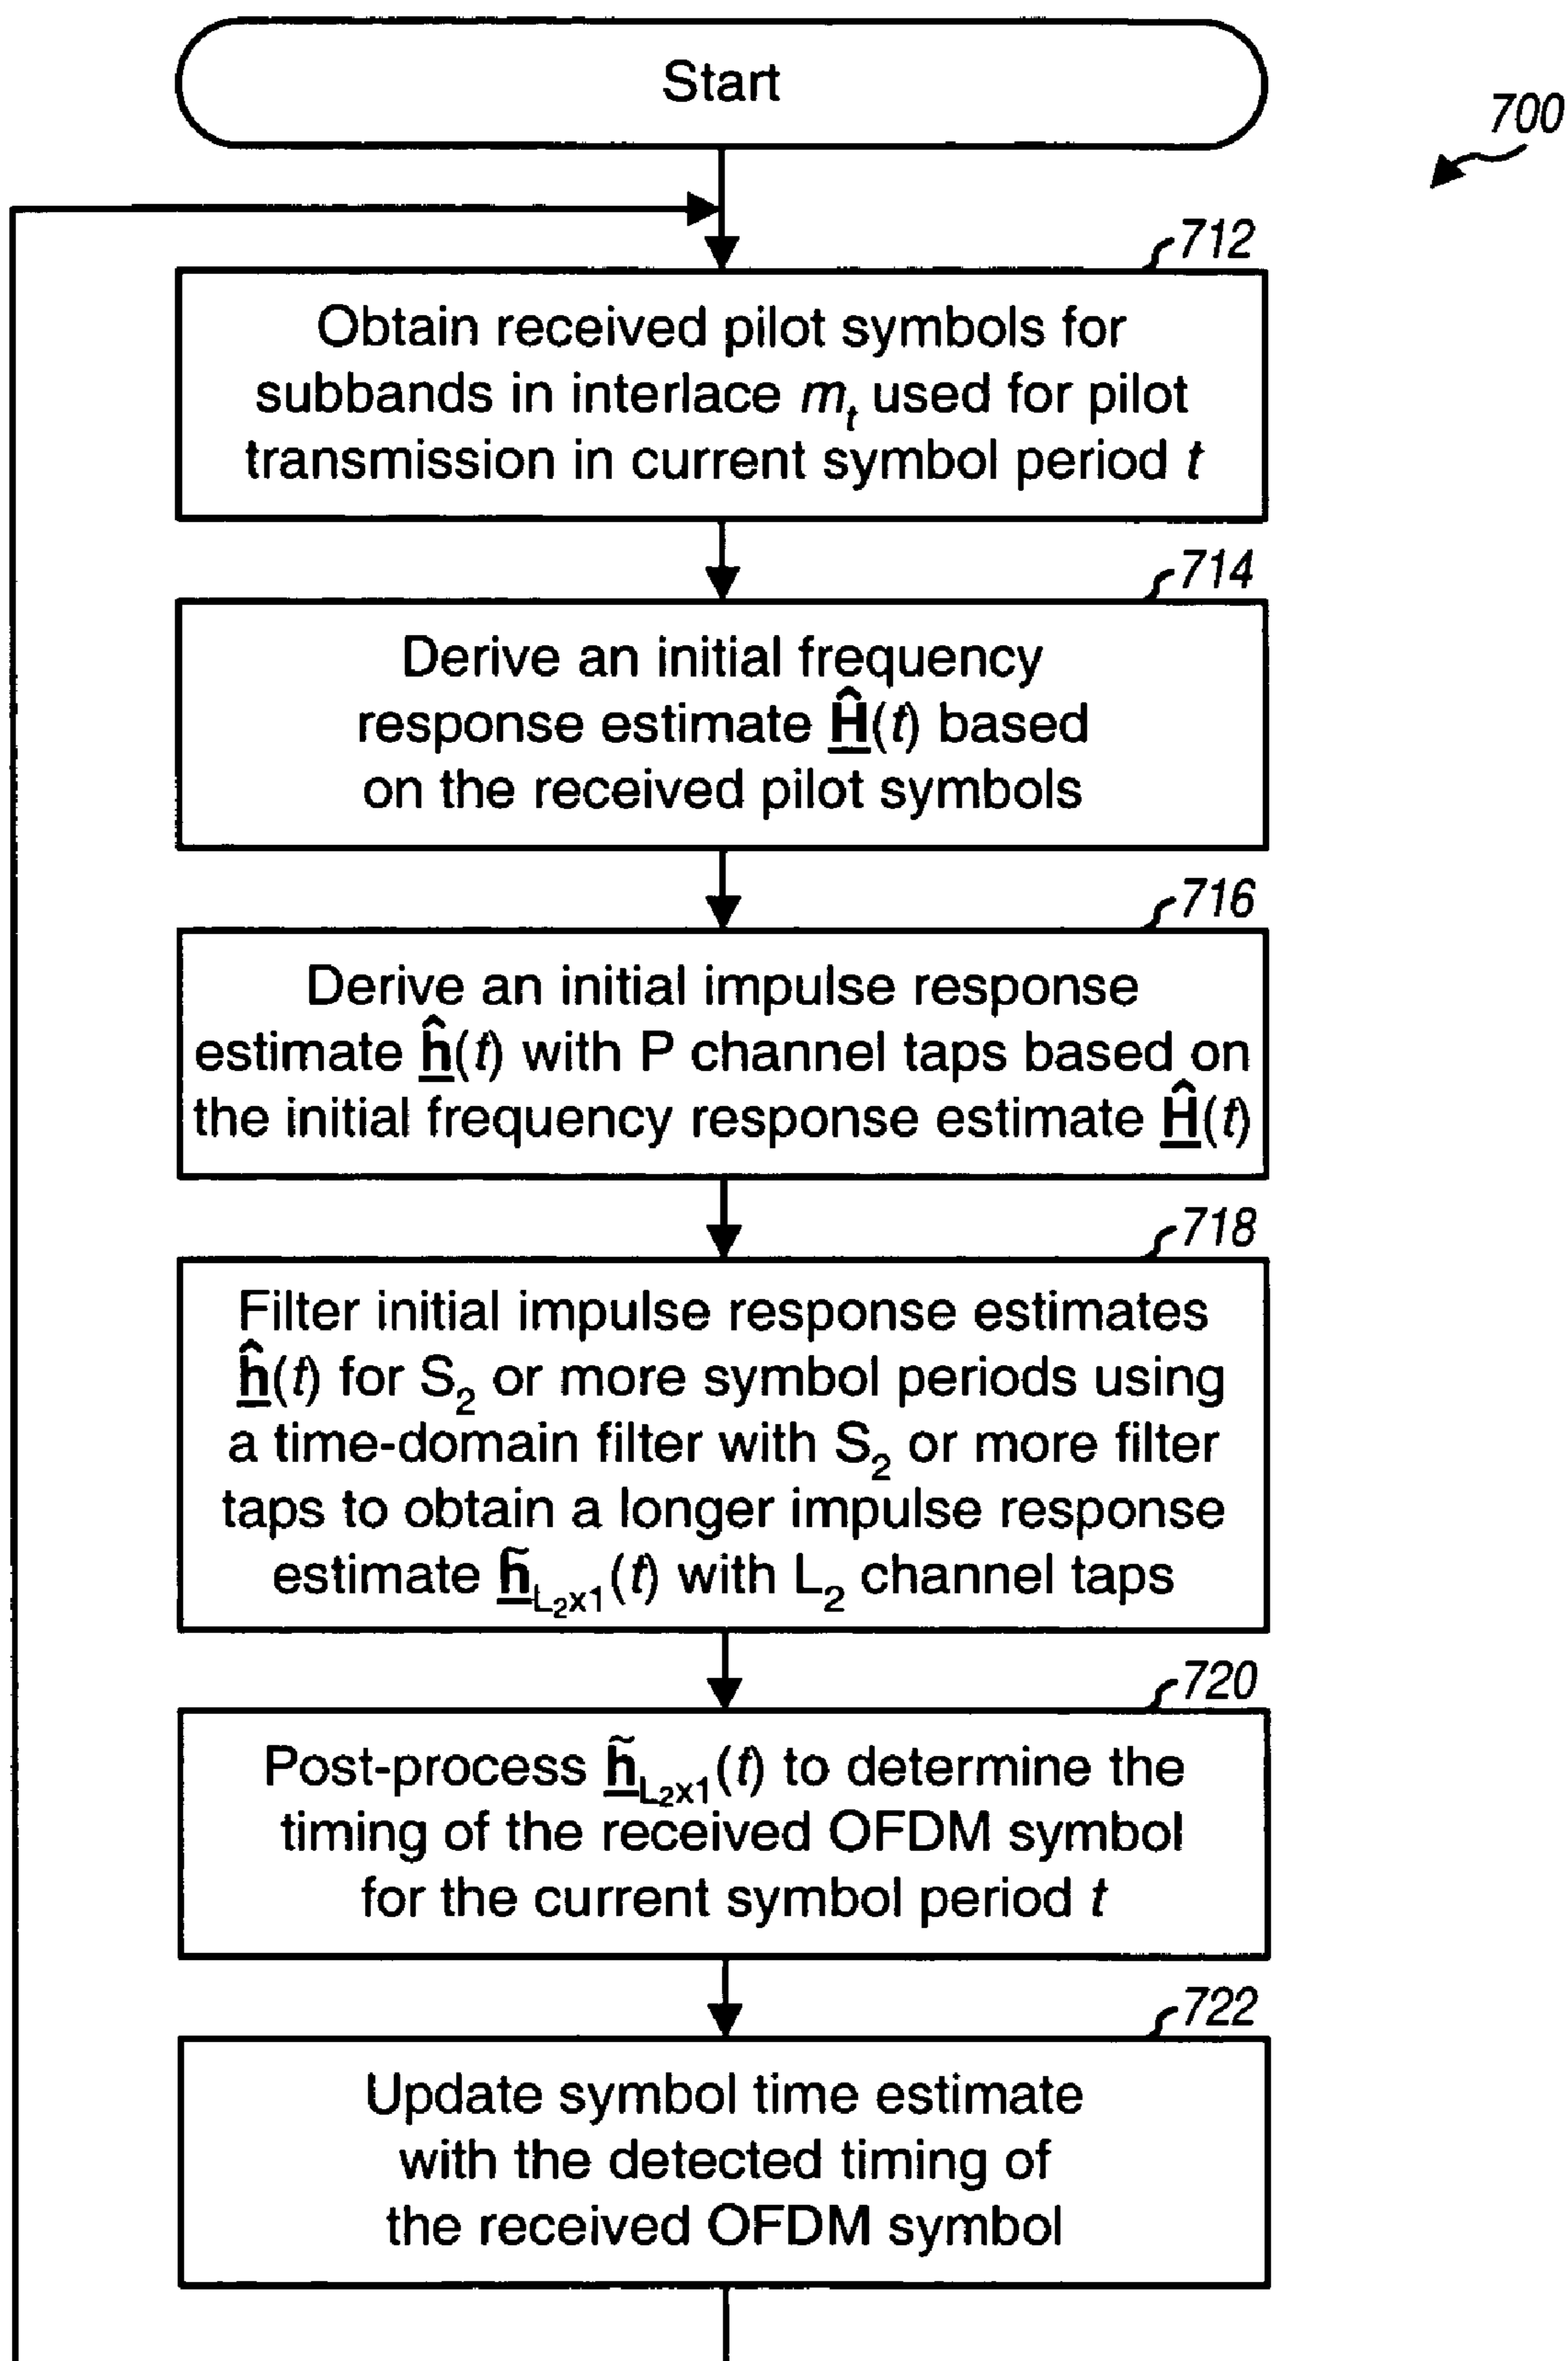 Start
700
712
Obtain received pilot symbols for
subbands in interlace mₜ used for pilot
transmission in current symbol period t
714
Derive an initial frequency
response estimate Ĥ̲(t) based
on the received pilot symbols
716
Derive an initial impulse response
estimate ĥ̲(t) with P channel taps based on
the initial frequency response estimate Ĥ̲(t)
718
Filter initial impulse response estimates
ĥ̲(t) for S₂ or more symbol periods using
a time-domain filter with S₂ or more filter
taps to obtain a longer impulse response
estimate h̲̃_L₂x1(t) with L₂ channel taps
720
Post-process h̲̃_L₂x1(t) to determine the
timing of the received OFDM symbol
for the current symbol period t
722
Update symbol time estimate
with the detected timing of
the received OFDM symbol